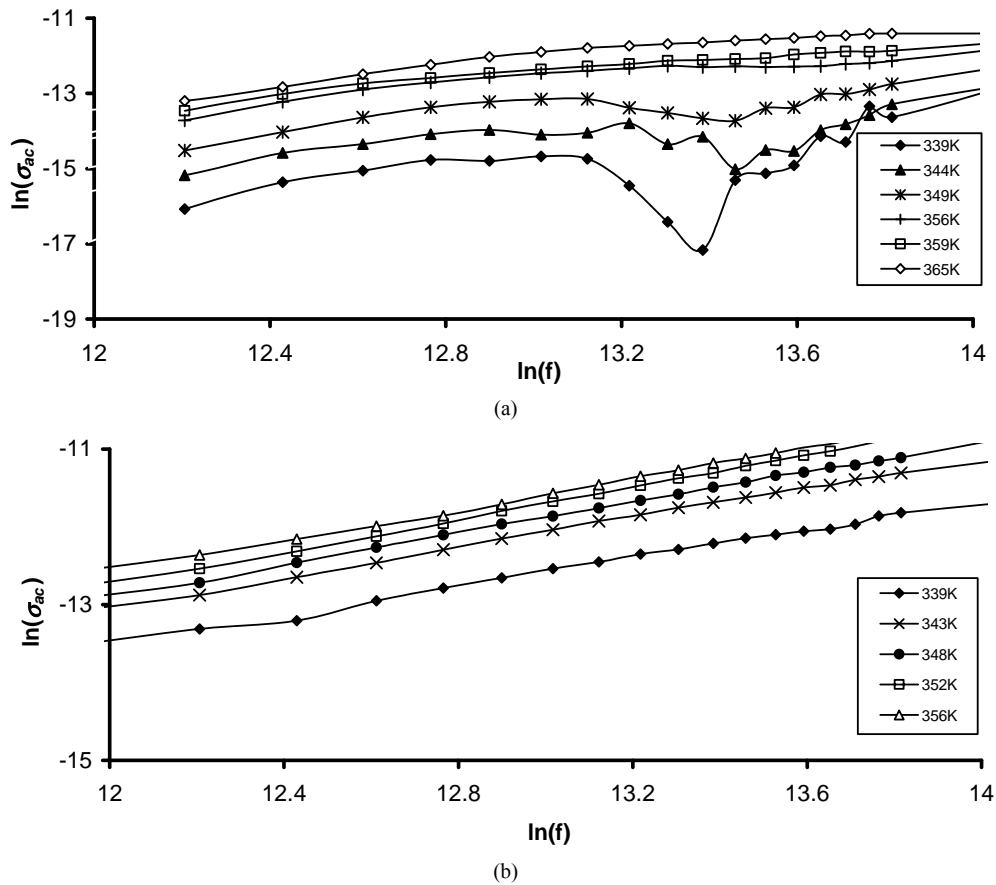 -11
-13
-15
-17
-19
ln(σac)
12
12.4
12.8
13.2
13.6
14
ln(f)
339K
344K
349K
356K
359K
365K
(a)
-11
-13
-15
ln(σac)
12
12.4
12.8
13.2
13.6
14
ln(f)
339K
343K
348K
352K
356K
(b)